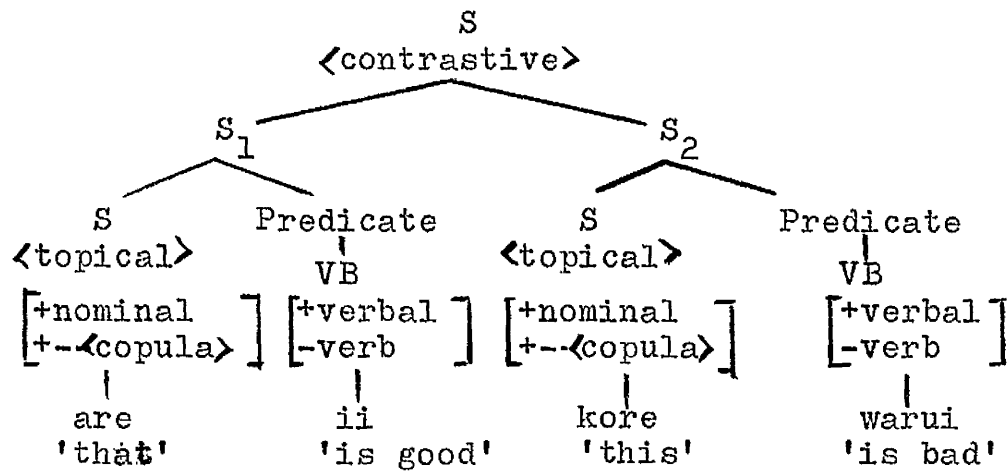 S
<contrastive>
S1 S2
S Predicate S Predicate
<topical> VB <topical> VB
[+nominal] [+verbal] [+nominal] [+verbal]
[+--<copula>] [-verb] [+--<copula>] [-verb]
are ii kore warui
'that' 'is good' 'this' 'is bad'